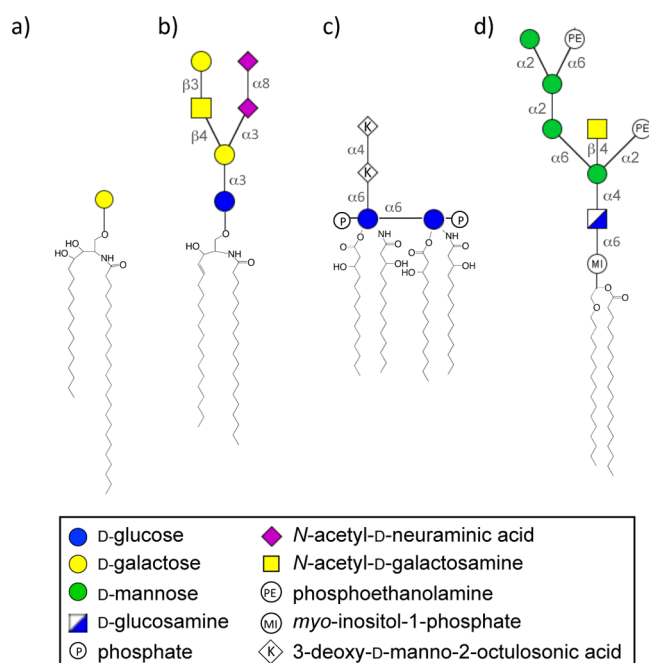 a)
b)
c)
d)
PE
β3
α8
α2
α6
β4
α3
K
α2
α4
α3
K
α6
β 4
PE
α2
α6
α6
P
P
α4
O
O
α6
HO
HO
NH
O
HO
NH
O
O
O
NH
O
O
O
NH
O
HO
OH
HO
OH
MI
O
O
O
D-glucose
N-acetyl-D-neuraminic acid
D-galactose
N-acetyl-D-galactosamine
D-mannose
PE phosphoethanolamine
D-glucosamine
MI myo-inositol-1-phosphate
P phosphate
K 3-deoxy-D-manno-2-octulosonic acid